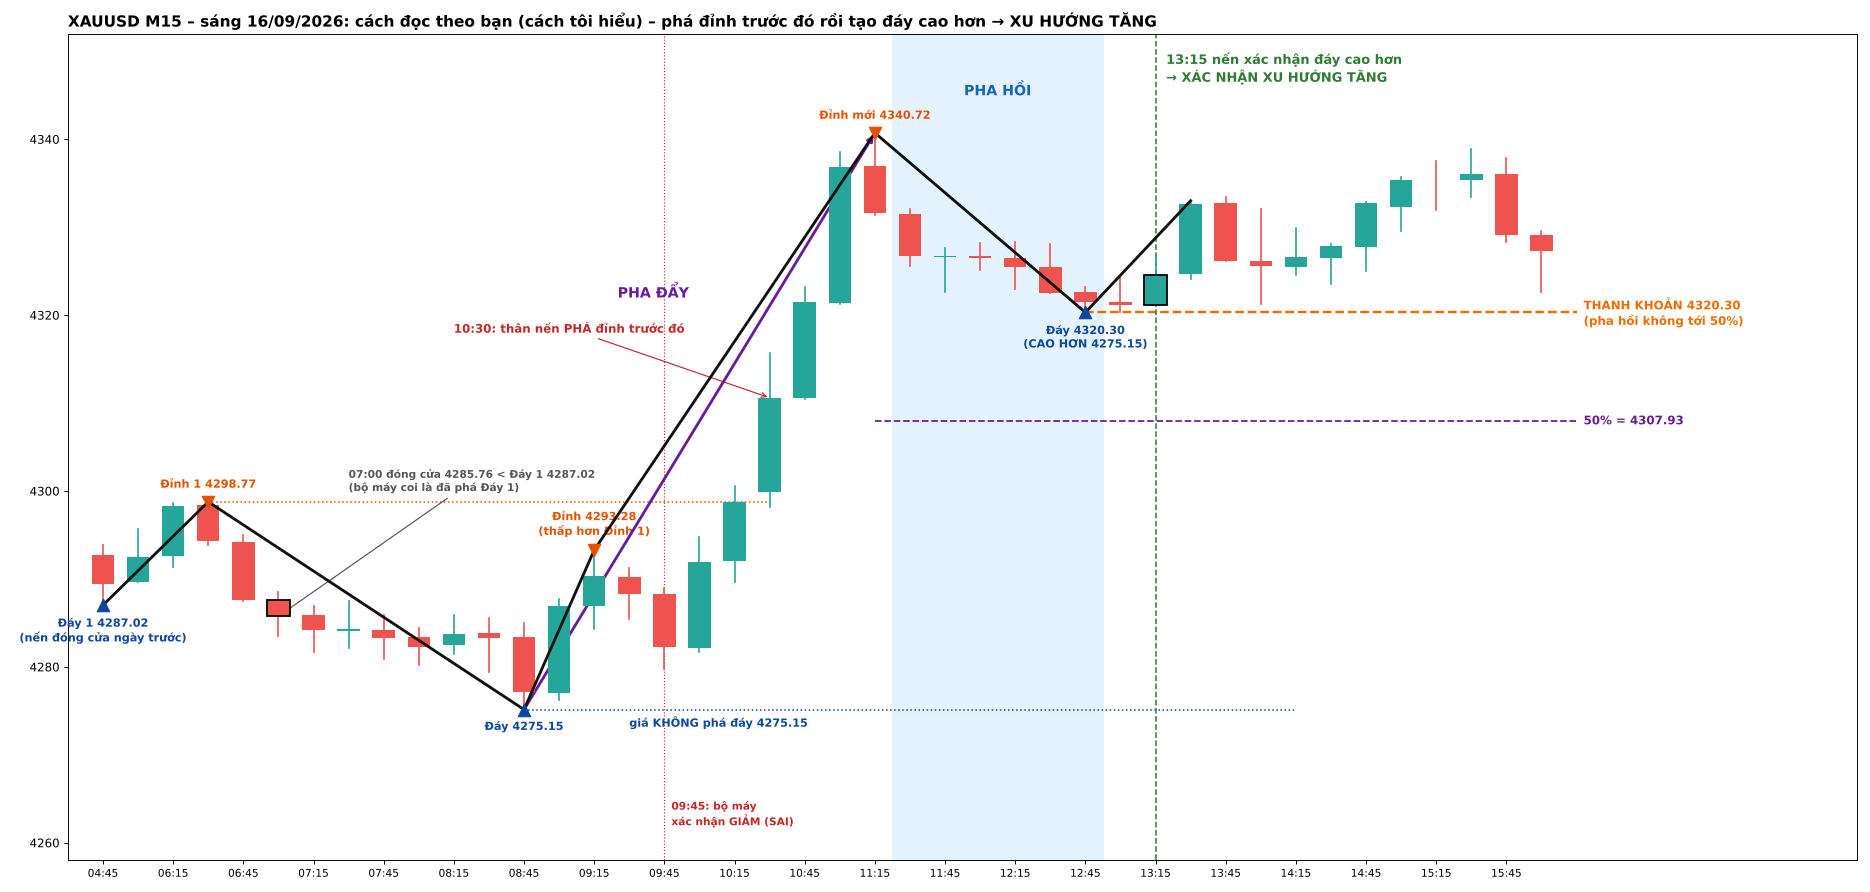 XAUUSD M15 – sáng 16/09/2026: cách đọc theo bạn (cách tôi hiểu) – phá đỉnh trước đó rồi tạo đáy cao hơn → XU HƯỚNG TĂNG
13:15 nến xác nhận đáy cao hơn
→ XÁC NHẬN XU HƯỚNG TĂNG
PHA HỒI
Đỉnh mới 4340.72
4340
PHA ĐẨY
THANH KHOẢN 4320.30
(pha hồi không tới 50%)
4320
10:30: thân nến PHÁ đỉnh trước đó
Đáy 4320.30
(CAO HƠN 4275.15)
50% = 4307.93
07:00 đóng cửa 4285.76 < Đáy 1 4287.02
(bộ máy coi là đã phá Đáy 1)
Đỉnh 1 4298.77
4300
Đỉnh 4293.28
(thấp hơn Đỉnh 1)
Đáy 1 4287.02
(nến đóng cửa ngày trước)
4280
Đáy 4275.15
giá KHÔNG phá đáy 4275.15
09:45: bộ máy
xác nhận GIẢM (SAI)
4260
04:45 06:15 06:45 07:15 07:45 08:15 08:45 09:15 09:45 10:15 10:45 11:15 11:45 12:15 12:45 13:15 13:45 14:15 14:45 15:15 15:45